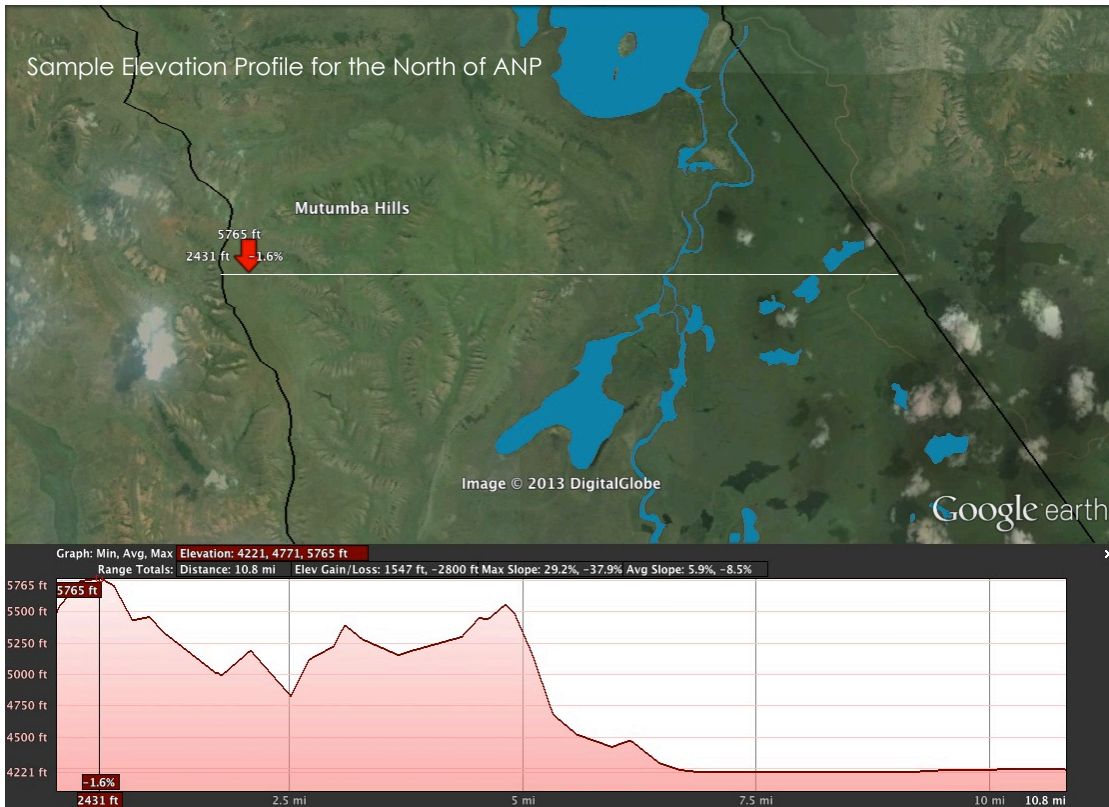 Sample Elevation Profile for the North of ANP
Mutumba Hills
5765 ft
2431 ft -1.6%
Image © 2013 DigitalGlobe
Google earth
Graph: Min, Avg, Max Elevation: 4221, 4771, 5765 ft
Range Totals: Distance: 10.8 mi Elev Gain/Loss: 1547 ft, -2800 ft Max Slope: 29.2%, -37.9% Avg Slope: 5.9%, -8.5%
5765 ft
5765 ft
5500 ft
5250 ft
5000 ft
4750 ft
4500 ft
4221 ft
-1.6%
2431 ft 2.5 mi 5 mi 7.5 mi 10 mi 10.8 mi